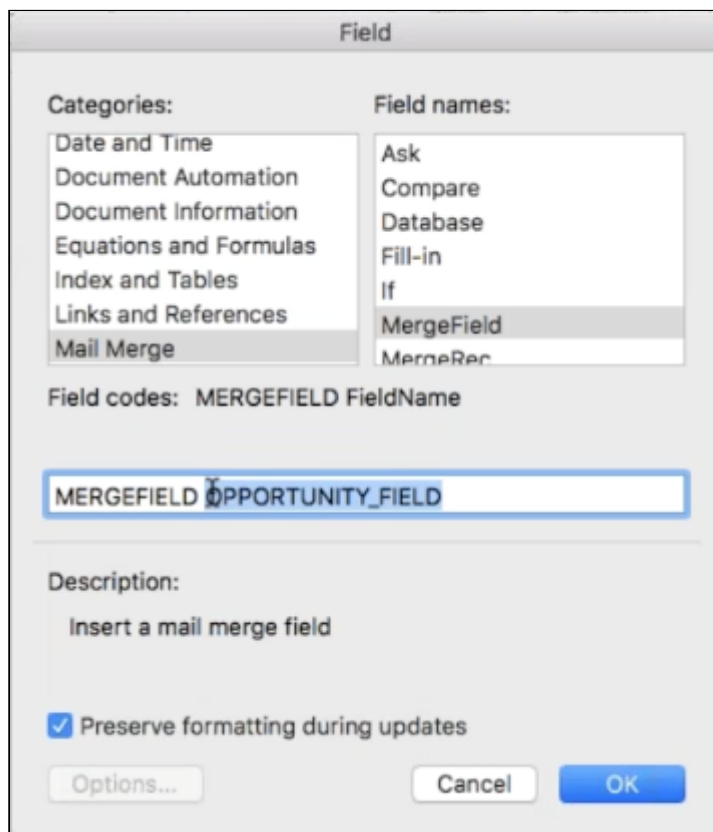 Field
Categories:
Date and Time
Document Automation
Document Information
Equations and Formulas
Index and Tables
Links and References
Mail Merge
Field names:
Ask
Compare
Database
Fill-in
If
MergeField
MergeRec
Field codes: MERGEFIELD FieldName
MERGEFIELD OPPORTUNITY_FIELD
Description:
Insert a mail merge field
Preserve formatting during updates
Options...
Cancel
OK